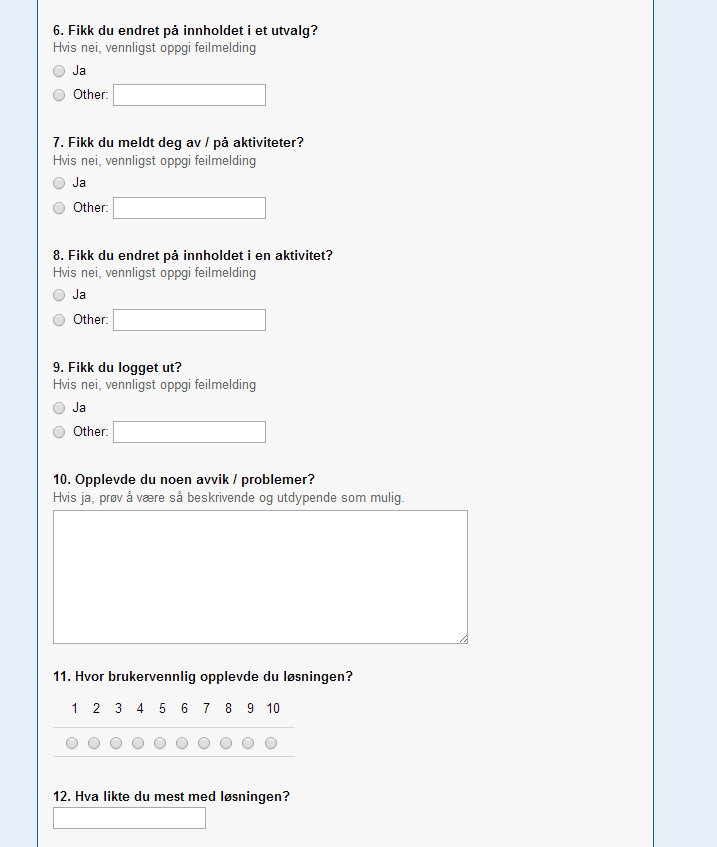 6. Fikk du endret på innholdet i et utvalg?
Hvis nei, vennligst oppgi feilmelding
Ja
Other:
7. Fikk du meldt deg av / på aktiviteter?
Hvis nei, vennligst oppgi feilmelding
Ja
Other:
8. Fikk du endret på innholdet i en aktivitet?
Hvis nei, vennligst oppgi feilmelding
Ja
Other:
9. Fikk du logget ut?
Hvis nei, vennligst oppgi feilmelding
Ja
Other:
10. Opplevde du noen avvik / problemer?
Hvis ja, prøv å være så beskrivende og utdypende som mulig.
11. Hvor brukervennlig opplevde du løsningen?
1 2 3 4 5 6 7 8 9 10
12. Hva likte du mest med løsningen?